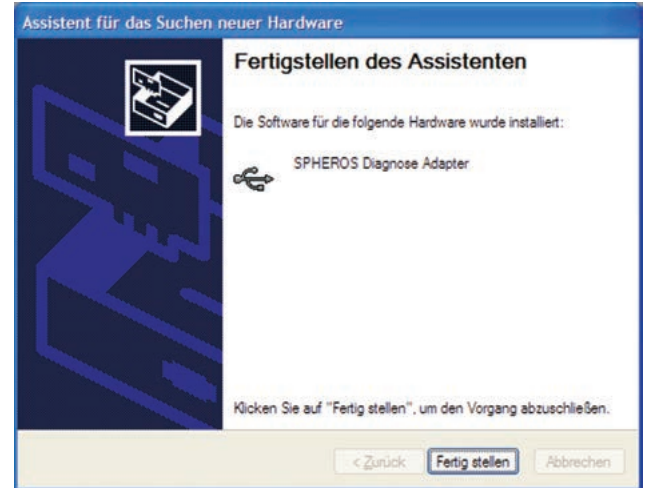 Assistent für das Suchen neuer Hardware
Fertigstellen des Assistenten
Die Software für die folgende Hardware wurde installiert:
SPHEROS Diagnose Adapter
Klicken Sie auf "Fertig stellen", um den Vorgang abzuschließen.
< Zurück Fertig stellen Abbrechen